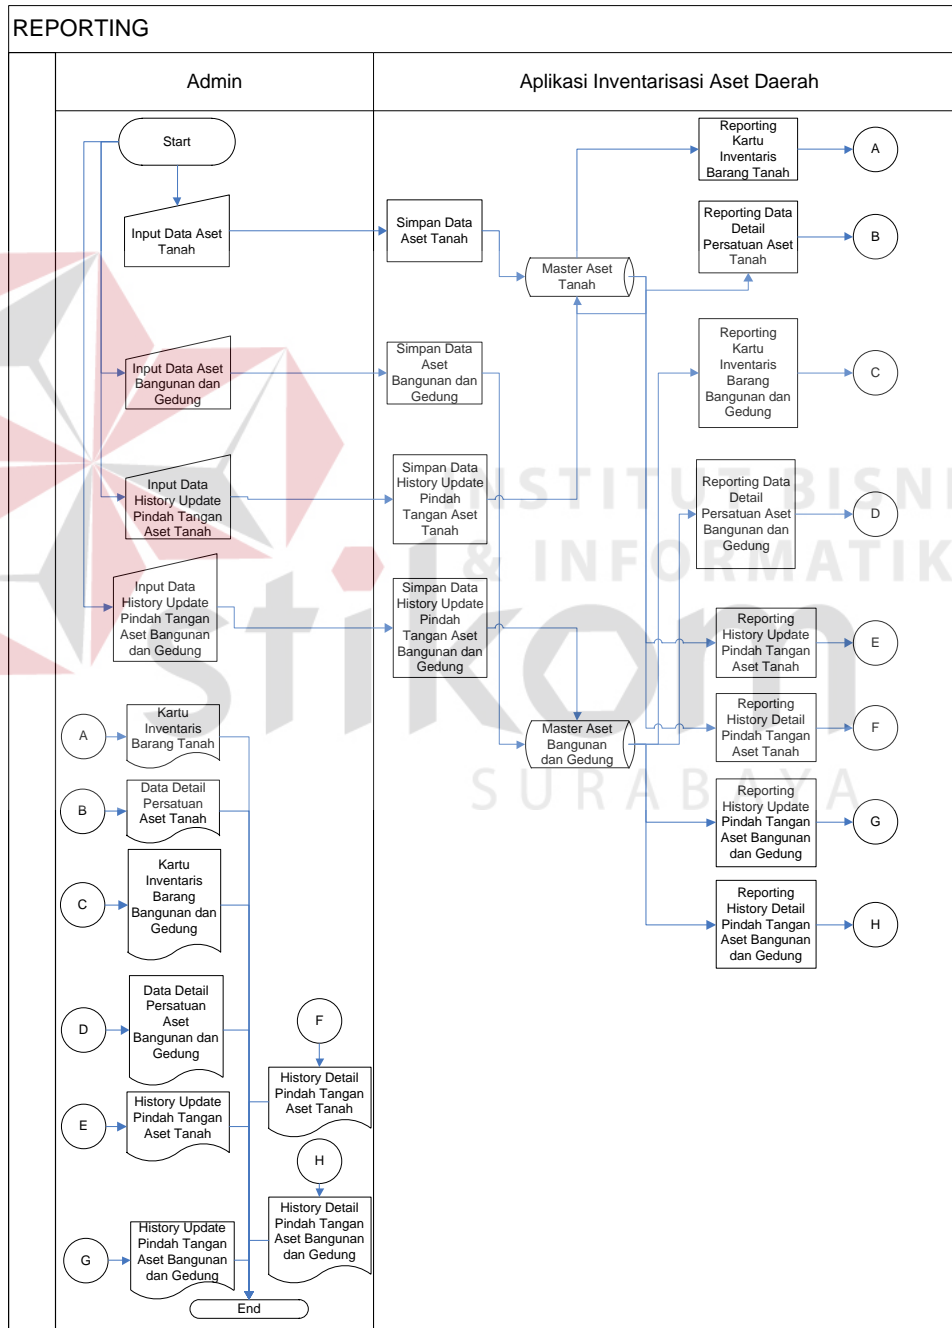 REPORTING
Admin
Aplikasi Inventarisasi Aset Daerah
Start
Input Data Aset
Tanah
Simpan Data
Aset Tanah
Master Aset
Tanah
Reporting
Kartu
Inventaris
Barang Tanah
A
Reporting Data
Detail
Persatuan Aset
Tanah
B
Input Data Aset
Bangunan dan
Gedung
Simpan Data
Aset
Bangunan dan
Gedung
Reporting
Kartu
Inventaris
Barang
Bangunan dan
Gedung
C
Input Data
History Update
Pindah Tangan
Aset Tanah
Simpan Data
History Update
Pindah
Tangan Aset
Tanah
Reporting Data
Detail
Persatuan Aset
Bangunan dan
Gedung
D
Input Data
History Update
Pindah Tangan
Aset Bangunan
dan Gedung
Simpan Data
History Update
Pindah
Tangan Aset
Bangunan dan
Gedung
Reporting
History Update
Pindah Tangan
Aset Tanah
E
Master Aset
Bangunan
dan Gedung
Reporting
History Detail
Pindah Tangan
Aset Tanah
F
Reporting
History Update
Pindah Tangan
Aset Bangunan
dan Gedung
G
Reporting
History Detail
Pindah Tangan
Aset Bangunan
dan Gedung
H
A
Kartu
Inventaris
Barang Tanah
B
Data Detail
Persatuan
Aset Tanah
C
Kartu
Inventaris
Barang
Bangunan dan
Gedung
D
Data Detail
Persatuan
Aset
Bangunan dan
Gedung
F
History Detail
Pindah Tangan
Aset Tanah
E
History Update
Pindah Tangan
Aset Tanah
H
History Detail
Pindah Tangan
Aset Bangunan
dan Gedung
G
History Update
Pindah Tangan
Aset Bangunan
dan Gedung
End
INSTITUT BISNI
& INFORMATIK
stikom
SURABAYA